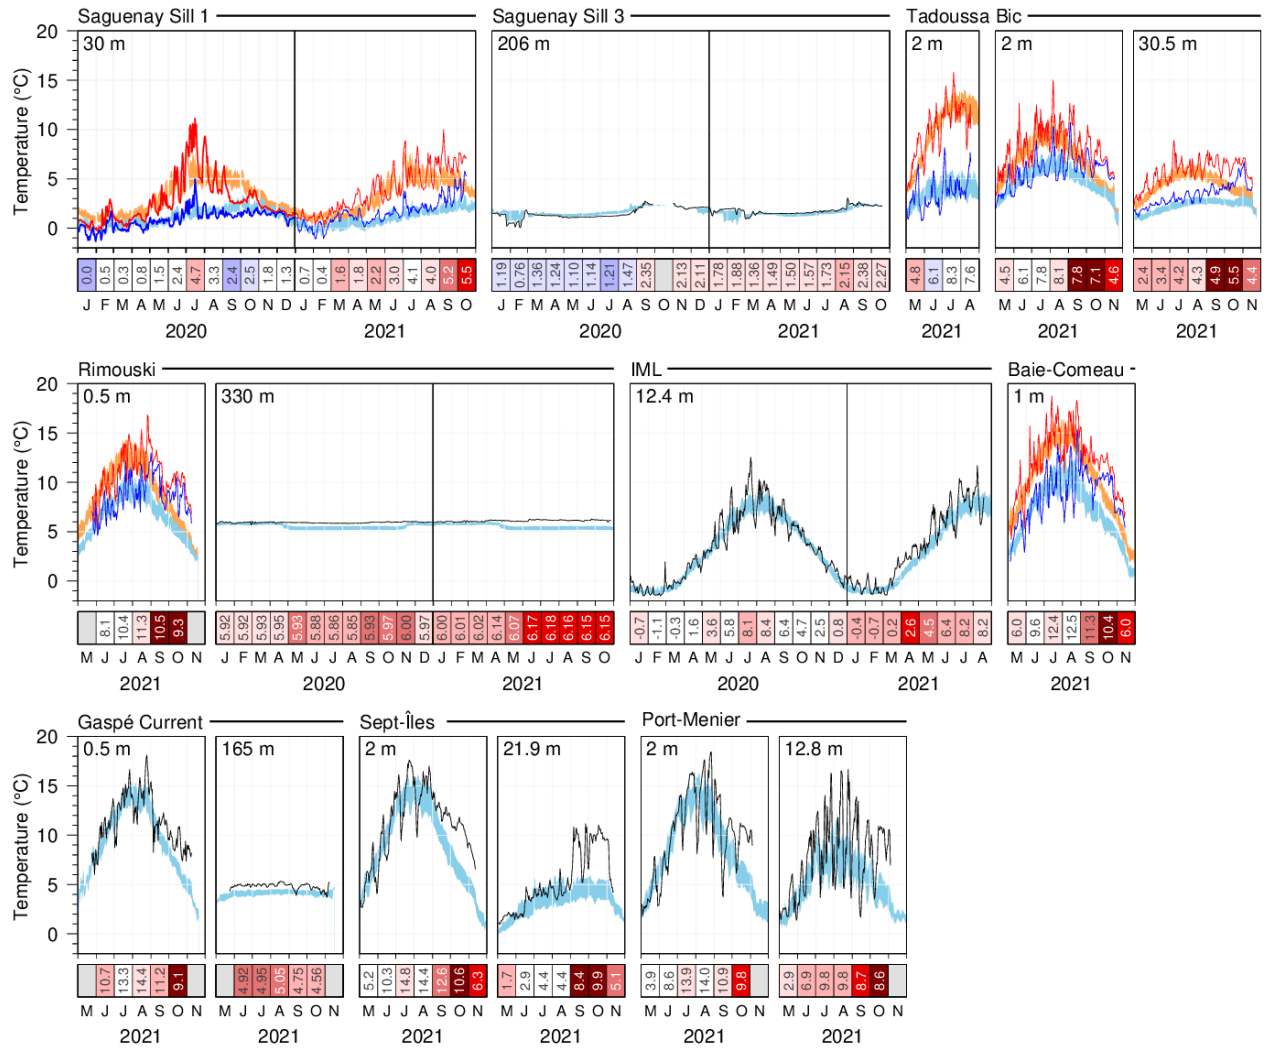 Saguenay Sill 1 Saguenay Sill 3 Tadoussa Bic
Temperature (°C)
20
15
10
5
0
30 m 206 m 2 m 2 m 30.5 m
0.0 0.5 0.3 0.8 1.5 2.4 4.7 3.3 2.4 2.5 1.8 1.3 0.7 0.4 1.6 1.8 2.2 3.0 4.1 4.0 5.2 5.5 1.19 0.76 1.36 1.24 1.10 1.14 1.21 1.47 2.35 2.13 2.11 1.78 1.88 1.36 1.49 1.50 1.57 1.73 2.15 2.38 2.27 4.8 6.1 8.3 7.6 4.5 6.1 7.8 8.1 7.8 7.1 4.6 2.4 3.4 4.2 4.3 4.9 5.5 4.4
J F M A M J J A S O N D J F M A M J J A S O J F M A M J J A S O N D J F M A M J J A S O M J J A M J J A S O N M J J A S O N
2020 2021 2020 2021 2021 2021 2021
Rimouski IML Baie-Comeau
Temperature (°C)
20
15
10
5
0
0.5 m 330 m 12.4 m 1 m
8.1 10.4 11.3 10.5 9.3 5.92 5.92 5.93 5.95 5.93 5.88 5.86 5.85 5.93 5.97 6.00 5.97 6.00 6.01 6.02 6.14 6.07 6.17 6.18 6.16 6.15 6.15 -0.7 -1.1 -0.3 1.6 3.6 5.8 8.1 8.4 6.4 4.7 2.5 0.8 -0.4 -0.7 0.2 2.6 4.5 6.4 8.2 8.2 6.0 9.6 12.4 12.5 11.3 10.4 6.0
M J J A S O N J F M A M J J A S O N D J F M A M J J A S O J F M A M J J A S O N D J F M A M J J A M J J A S O N
2021 2020 2021 2020 2021 2021
Gaspé Current Sept-Îles Port-Menier
Temperature (°C)
20
15
10
5
0
0.5 m 165 m 2 m 21.9 m 2 m 12.8 m
10.7 13.3 14.4 11.2 9.1 4.92 4.95 5.05 4.75 4.56 5.2 10.3 14.8 14.4 12.6 10.6 6.3 1.7 2.9 4.4 4.4 8.4 9.9 5.1 3.9 8.6 13.9 14.0 10.9 9.8 2.9 6.9 9.8 9.8 8.7 8.6
M J J A S O N M J J A S O N M J J A S O N M J J A S O N M J J A S O N M J J A S O N
2021 2021 2021 2021 2021 2021